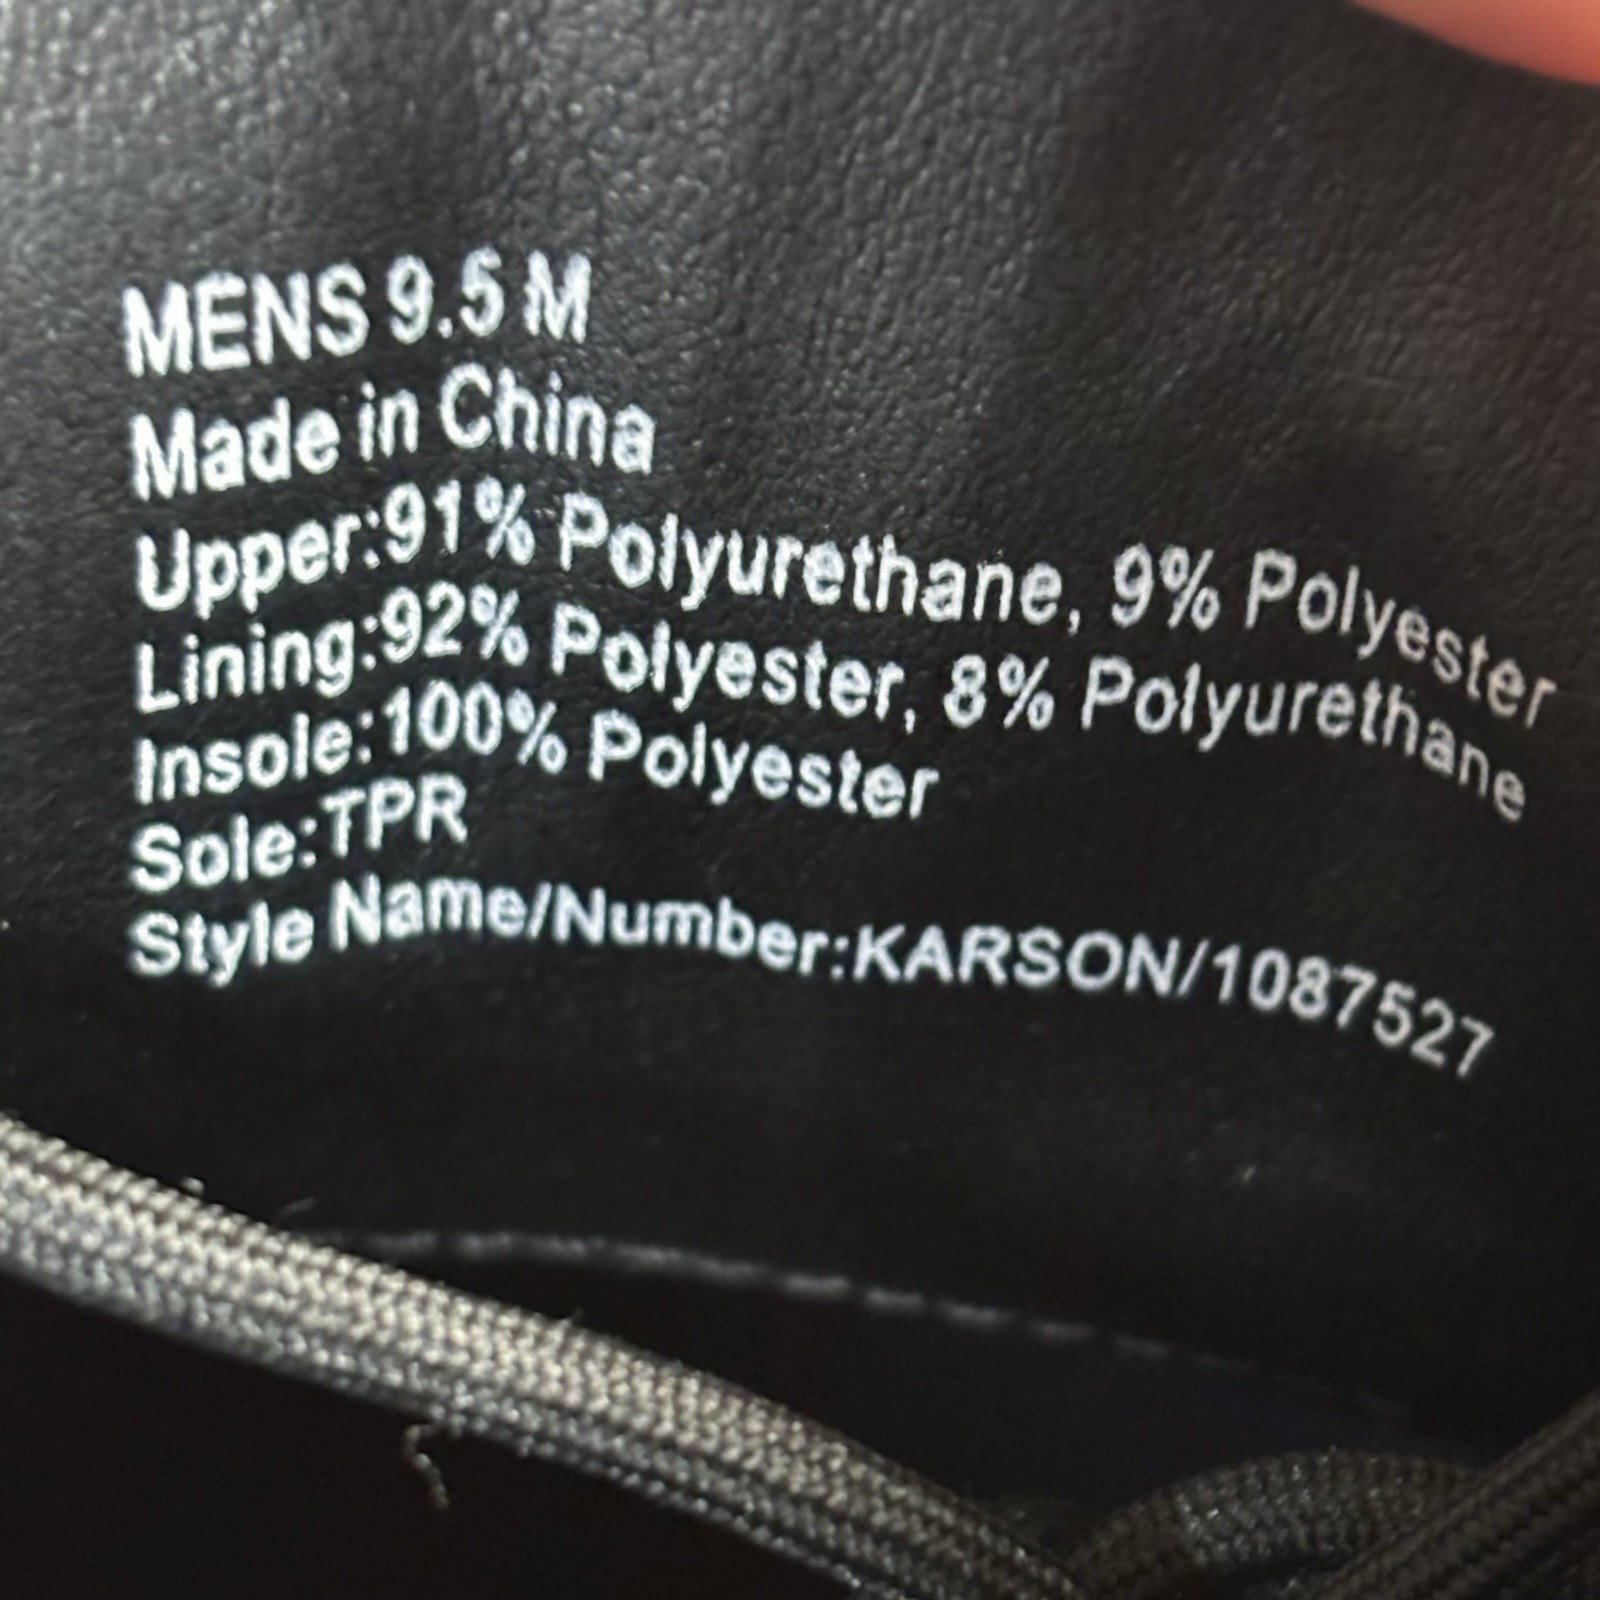 MENS 9.5 M
Made in China
Upper:91% Polyurethane, 9% Polyester
Lining:92% Polyester, 8% Polyurethane
Insole:100% Polyester
Sole:TPR
Style Name/Number:KARSON/1087527